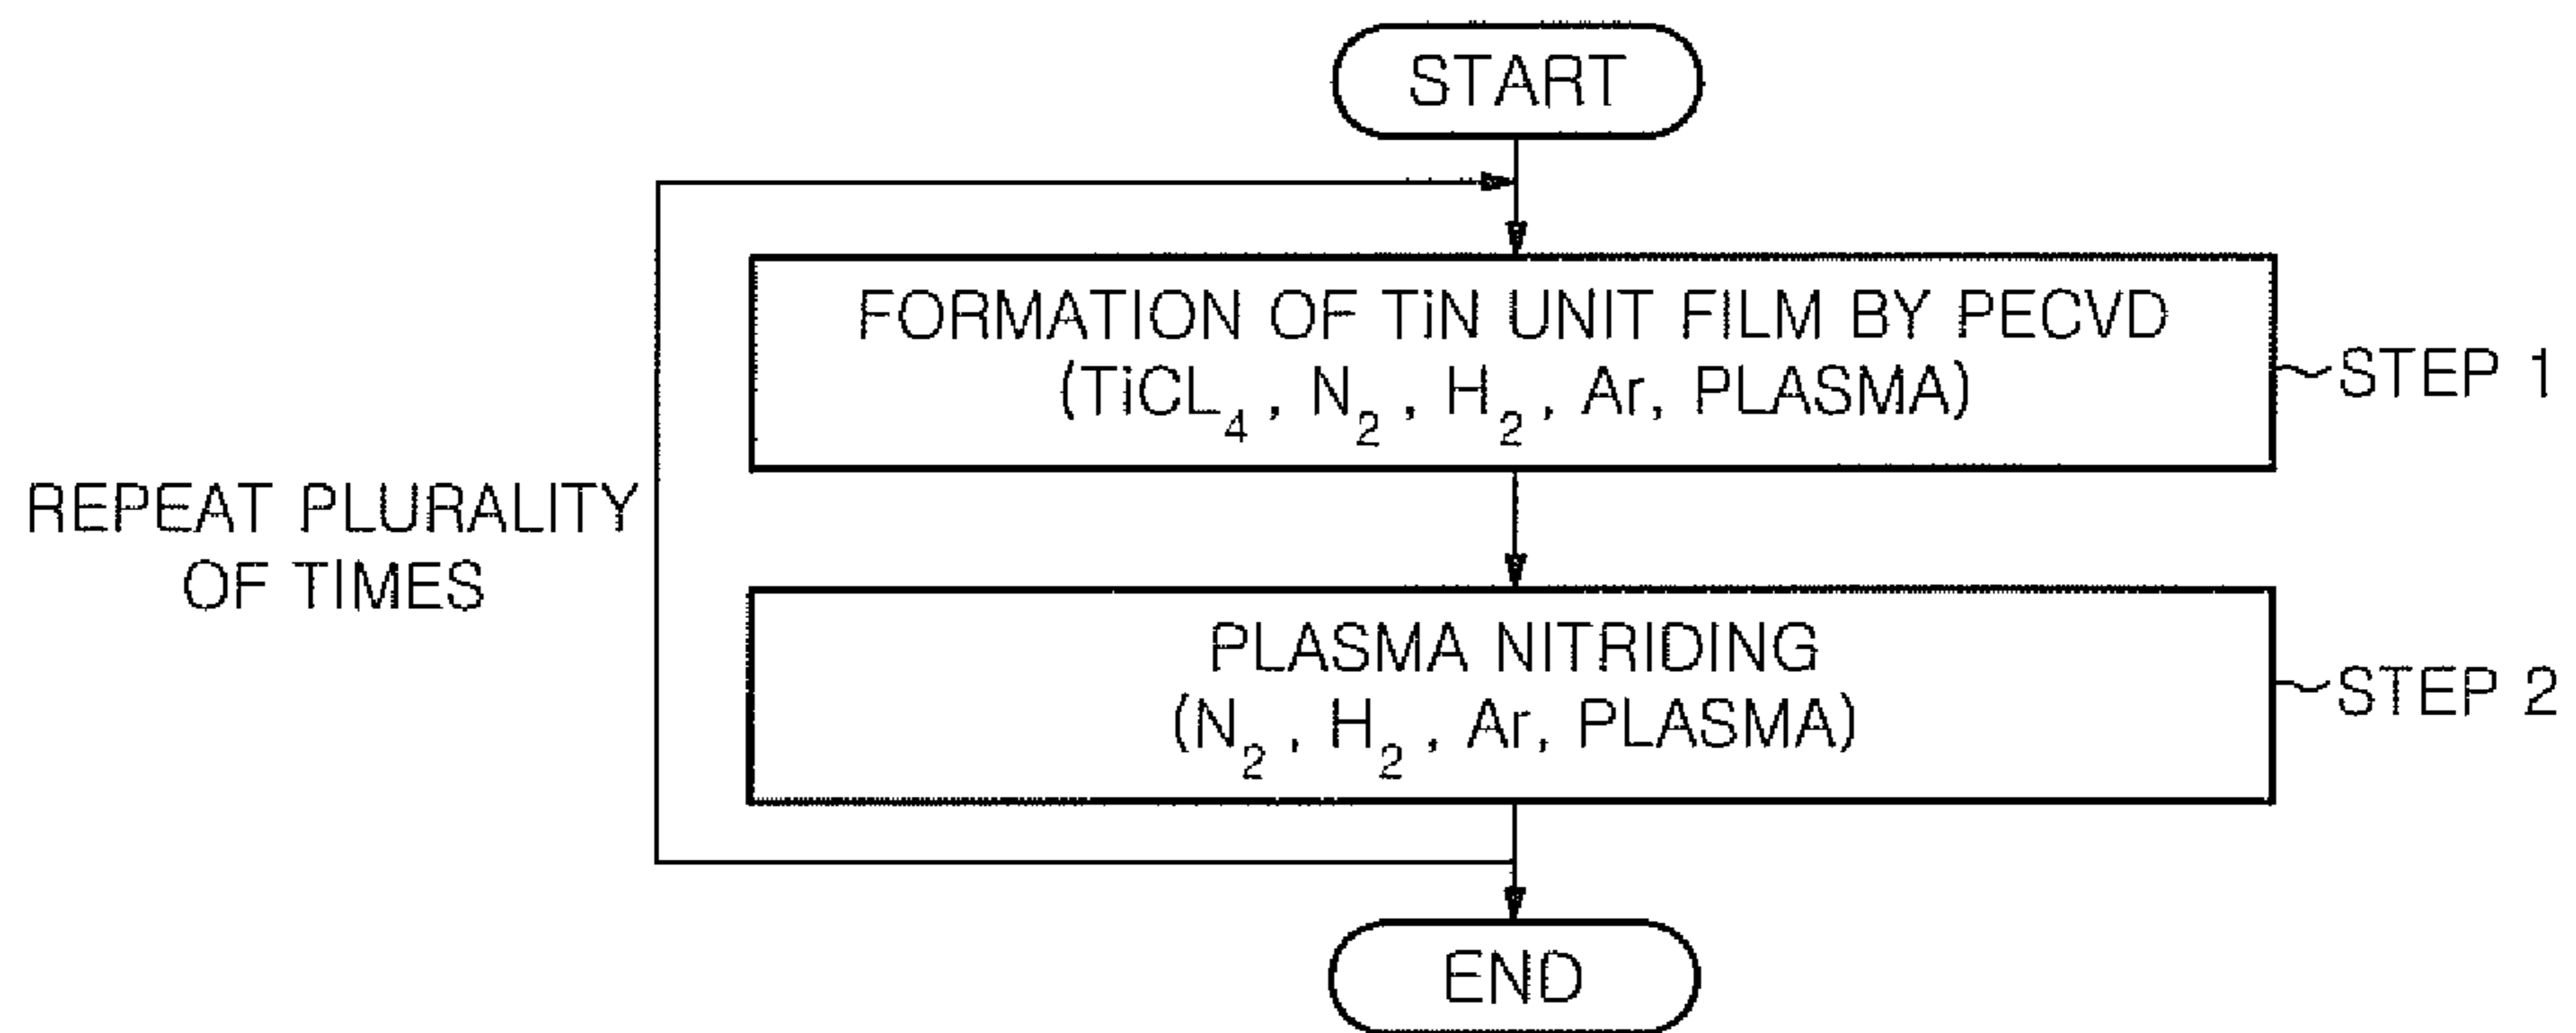 START
FORMATION OF TiN UNIT FILM BY PECVD
(TiCL₄, N₂, H₂, Ar, PLASMA)
STEP 1
REPEAT PLURALITY
OF TIMES
PLASMA NITRIDING
(N₂, H₂, Ar, PLASMA)
STEP 2
END